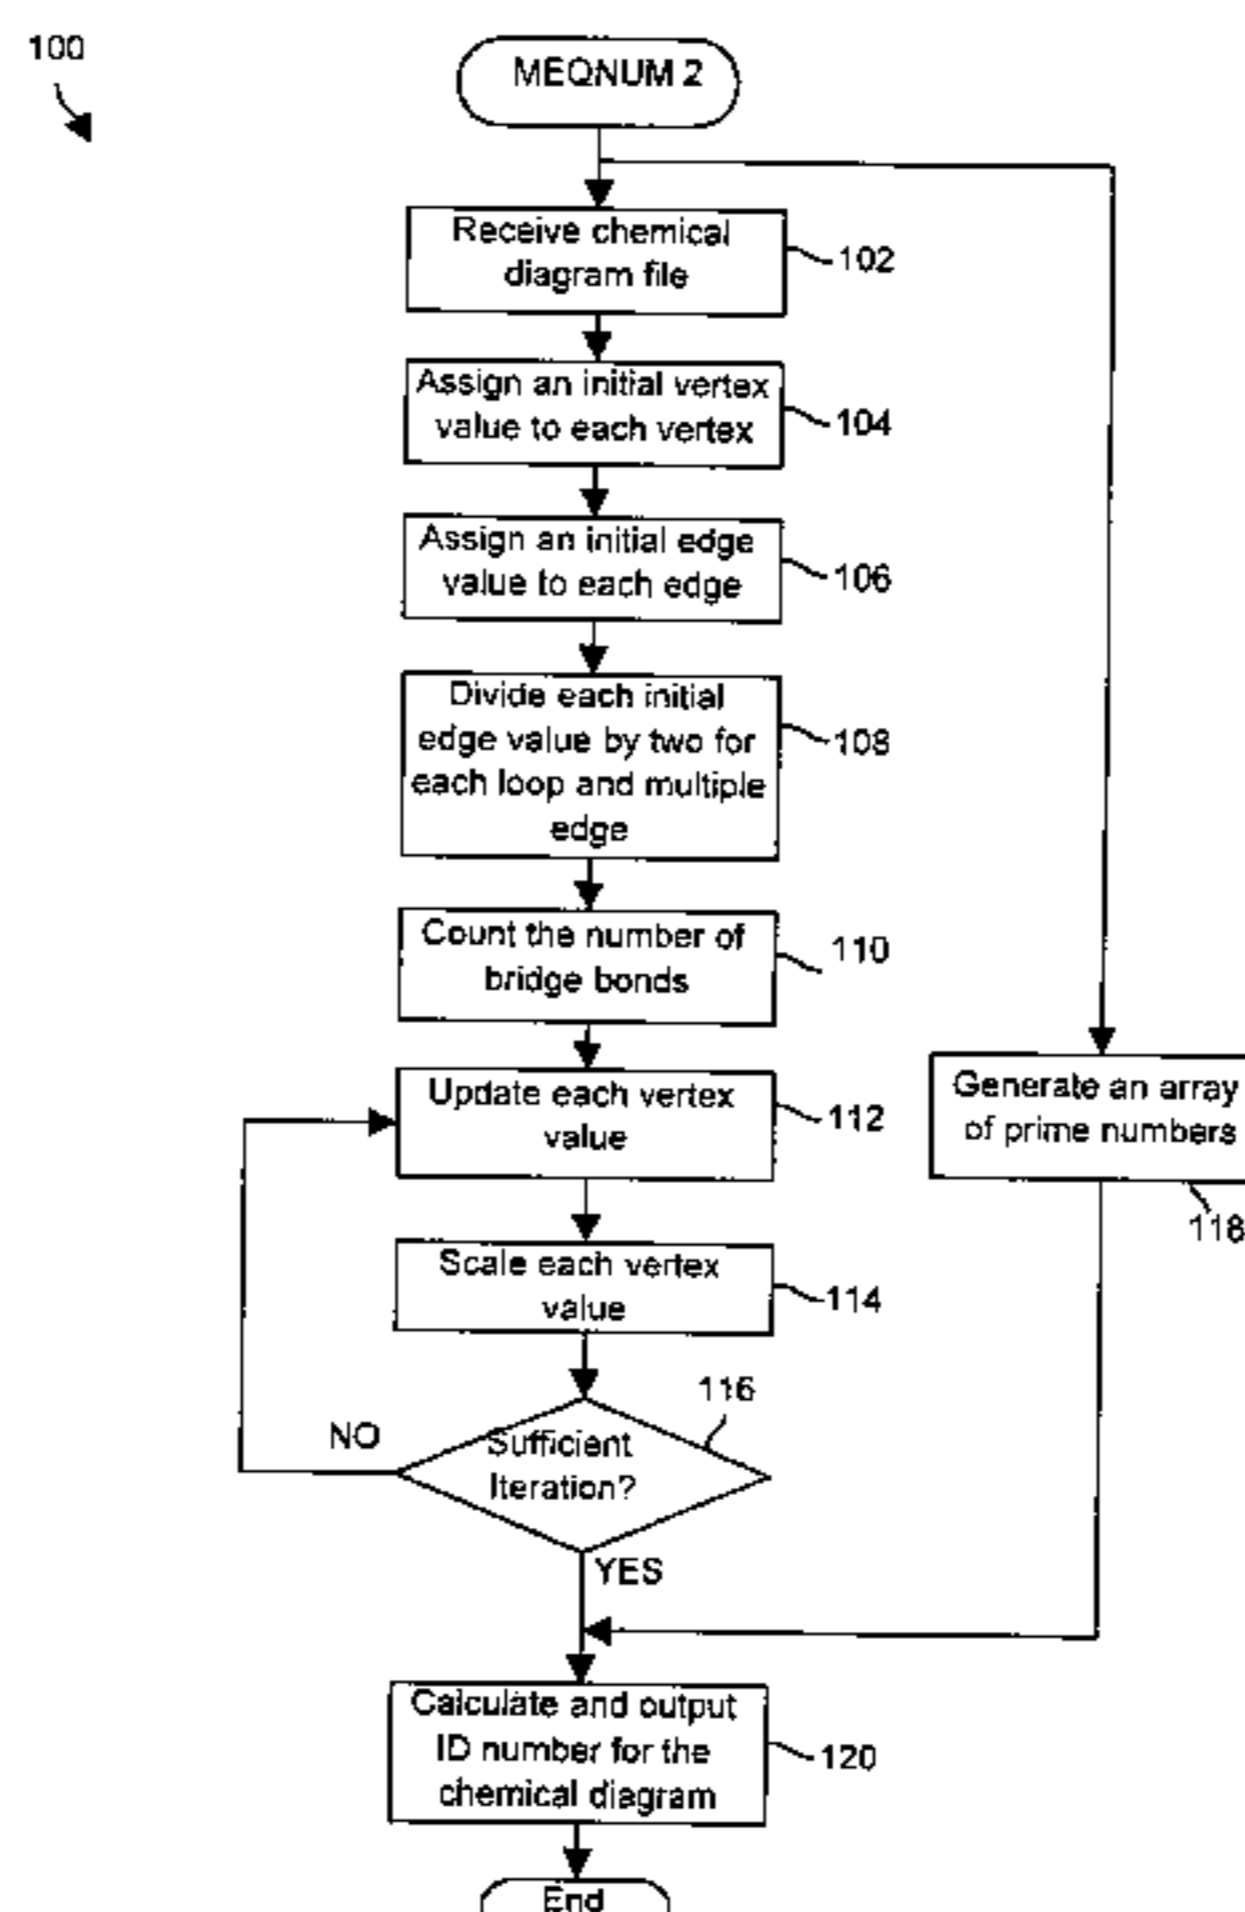 100
MEQNUM 2
Receive chemical
diagram file
102
Assign an initial vertex
value to each vertex
104
Assign an initial edge
value to each edge
106
Divide each initial
edge value by two for
each loop and multiple
edge
108
Count the number of
bridge bonds
110
Update each vertex
value
112
Generate an array
of prime numbers
118
Scale each vertex
value
114
116
NO
Sufficient
Iteration?
YES
Calculate and output
ID number for the
chemical diagram
120
End